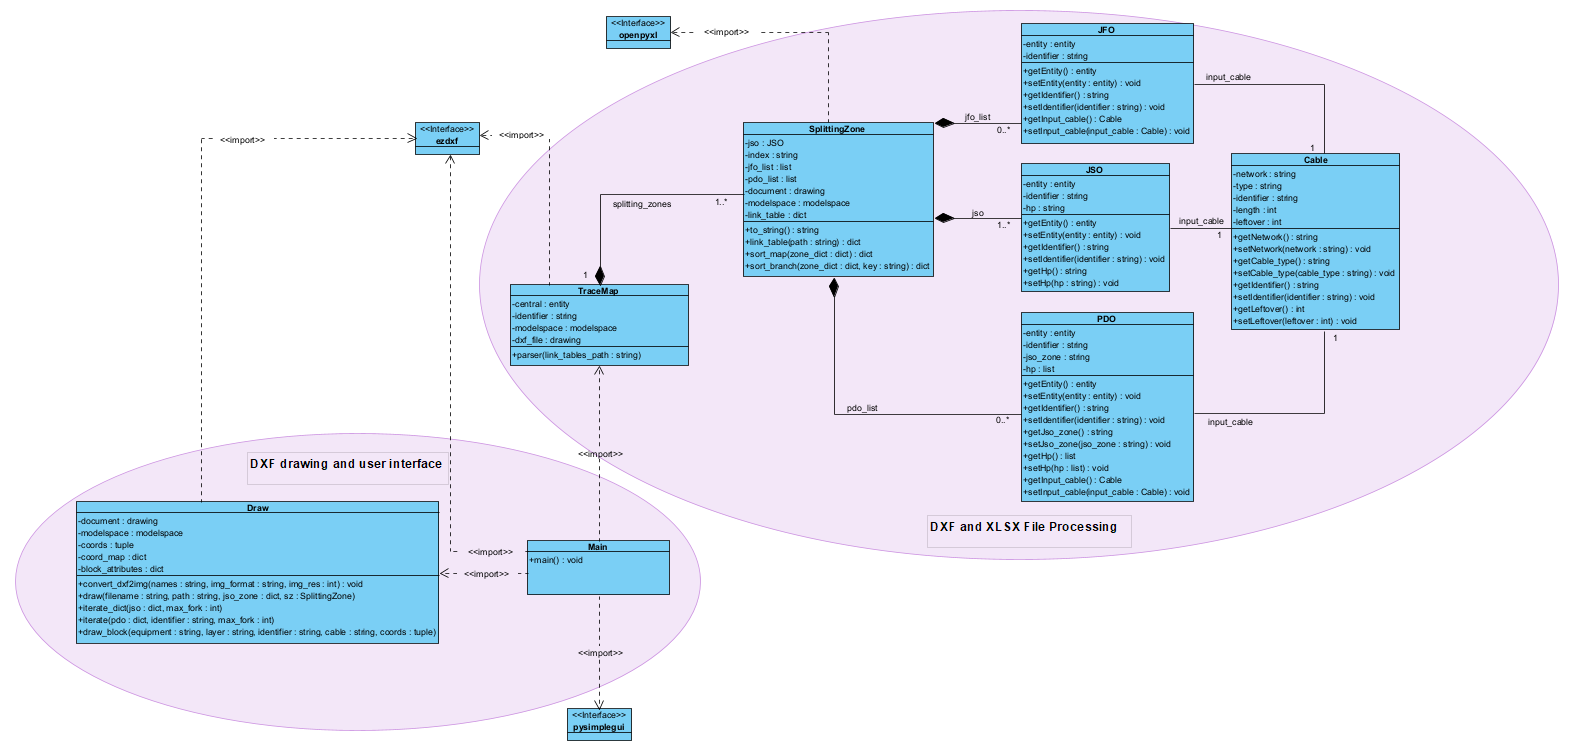 <<Interface>>
openpyxl
<<import>>
JFO
-entity : entity
-identifier : string
+getEntity() : entity
+setEntity(entity : entity) : void
+getIdentifier() : string
+setIdentifier(identifier : string) : void
+getInput_cable() : Cable
+setInput_cable(input_cable : Cable) : void
input_cable
1
<<Interface>>
ezdxf
<<import>>
<<import>>
SplittingZone
-jso : JSO
-index : string
-jfo_list : list
-pdo_list : list
-document : drawing
-modelspace : modelspace
-link_table : dict
+to_string() : string
+link_table(path : string) : dict
+sort_map(zone_dict : dict) : dict
+sort_branch(zone_dict : dict, key : string) : dict
jfo_list
0..*
jso
1..*
splitting_zones
1..*
1
JSO
-entity : entity
-identifier : string
-hp : string
+getEntity() : entity
+setEntity(entity : entity) : void
+getIdentifier() : string
+setIdentifier(identifier : string) : void
+getHp() : string
+setHp(hp : string) : void
input_cable
1
Cable
-network : string
-type : string
-identifier : string
-length : int
-leftover : int
+getNetwork() : string
+setNetwork(network : string) : void
+getCable_type() : string
+setCable_type(cable_type : string) : void
+getIdentifier() : string
+setIdentifier(identifier : string) : void
+getLeftover() : int
+setLeftover(leftover : int) : void
1
TraceMap
-central : entity
-identifier : string
-modelspace : modelspace
-dxf_file : drawing
+parser(link_tables_path : string)
PDO
-entity : entity
-identifier : string
-jso_zone : string
-hp : list
+getEntity() : entity
+setEntity(entity : entity) : void
+getIdentifier() : string
+setIdentifier(identifier : string) : void
+getJso_zone() : string
+setJso_zone(jso_zone : string) : void
+getHp() : list
+setHp(hp : list) : void
+getInput_cable() : Cable
+setInput_cable(input_cable : Cable) : void
pdo_list
0..*
input_cable
<<import>>
DXF and XLSX File Processing
DXF drawing and user interface
Draw
-document : drawing
-modelspace : modelspace
-coords : tuple
-coord_map : dict
-block_attributes : dict
+convert_dxf2img(names : string, img_format : string, img_res : int) : void
+draw(filename : string, path : string, jso_zone : dict, sz : SplittingZone)
+iterate_dict(jso : dict, max_fork : int)
+iterate(pdo : dict, identifier : string, max_fork : int)
+draw_block(equipment : string, layer : string, identifier : string, cable : string, coords : tuple)
<<import>>
<<import>>
Main
+main() : void
<<import>>
<<Interface>>
pysimplegui